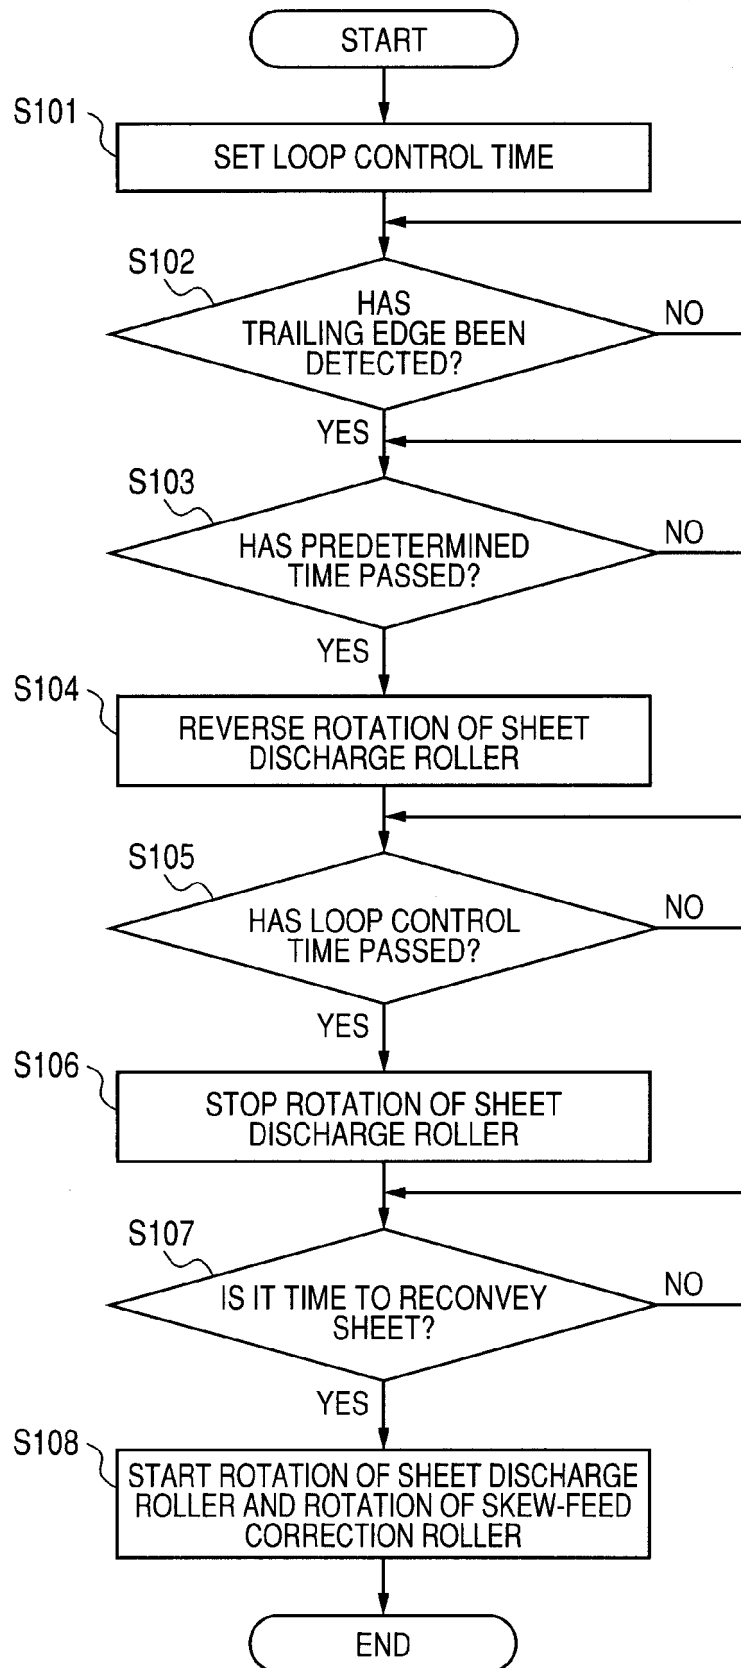 START
S101
SET LOOP CONTROL TIME
S102
HAS
TRAILING EDGE BEEN
DETECTED?
NO
YES
S103
HAS PREDETERMINED
TIME PASSED?
NO
YES
S104
REVERSE ROTATION OF SHEET
DISCHARGE ROLLER
S105
HAS LOOP CONTROL
TIME PASSED?
NO
YES
S106
STOP ROTATION OF SHEET
DISCHARGE ROLLER
S107
IS IT TIME TO RECONVEY
SHEET?
NO
YES
S108
START ROTATION OF SHEET DISCHARGE
ROLLER AND ROTATION OF SKEW-FEED
CORRECTION ROLLER
END